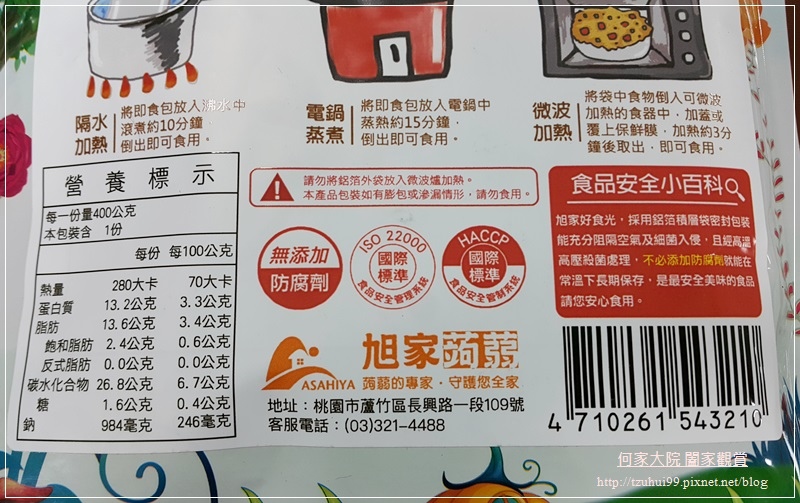 隔水加熱
將即食包放入沸水中
滾煮約10分鐘，
倒出即可食用。
電鍋蒸煮
將即食包放入電鍋中
蒸熱約15分鐘，
倒出即可食用。
微波加熱
將袋中食物倒入可微波
加熱的食器中，加蓋或
覆上保鮮膜，加熱約3分
鐘後取出，即可食用。
營養標示
每一份量400公克
本包裝含 1份
每份 每100公克
熱量 280大卡 70大卡
蛋白質 13.2公克 3.3公克
脂肪 13.6公克 3.4公克
飽和脂肪 2.4公克 0.6公克
反式脂肪 0.0公克 0.0公克
碳水化合物 26.8公克 6.7公克
糖 1.6公克 0.4公克
鈉 984毫克 246毫克
請勿將鋁箔外袋放入微波爐加熱。
本產品包裝如有膨包或滲漏情形，請勿食用。
無添加
防腐劑
ISO 22000
國際
標準
食品安全管理系統
HACCP
國際
標準
食品安全管制系統
食品安全小百科
旭家好食光，採用鋁箔積層袋密封包裝
能充分阻隔空氣及細菌入侵，且經高溫
高壓殺菌處理，不必添加防腐劑就能在
常溫下長期保存，是最安全美味的食品
請您安心食用。
旭家蒟蒻
ASAHIYA 蒟蒻的專家．守護您全家
地址：桃園市蘆竹區長興路一段109號
客服電話：(03)321-4488
4 710261 543210
何家大院 闔家觀賞
http://tzuhui99.pixnet.net/blog